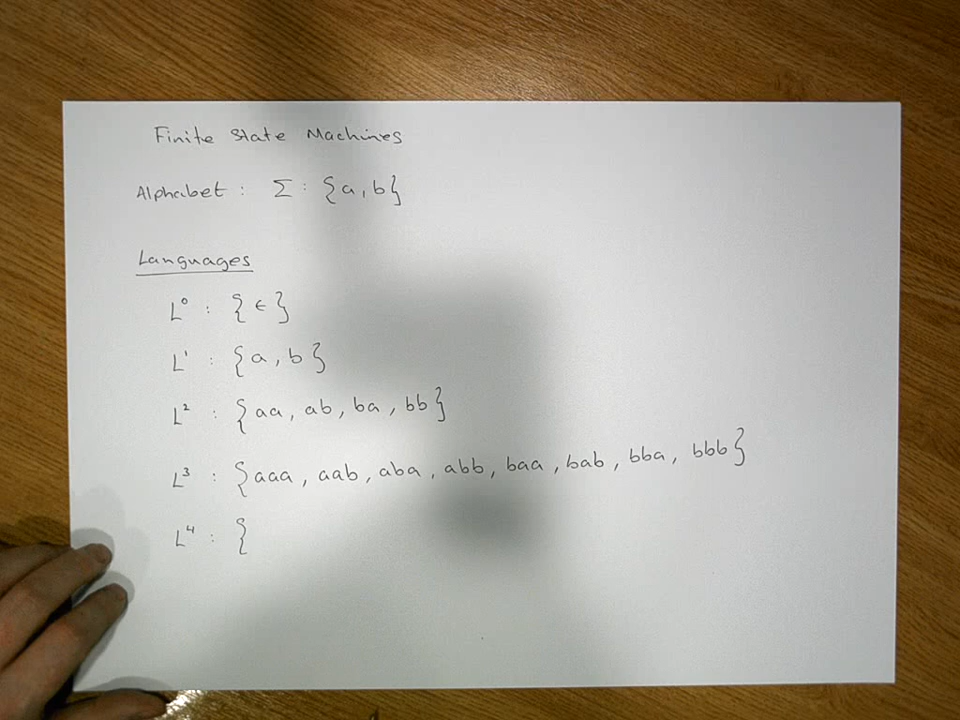 Finite State Machines
Alphabet : Σ : {a, b}
Languages
L⁰ : {ϵ}
L¹ : {a, b}
L² : {aa, ab, ba, bb}
L³ : {aaa, aab, aba, abb, baa, bab, bba, bbb}
L⁴ : {